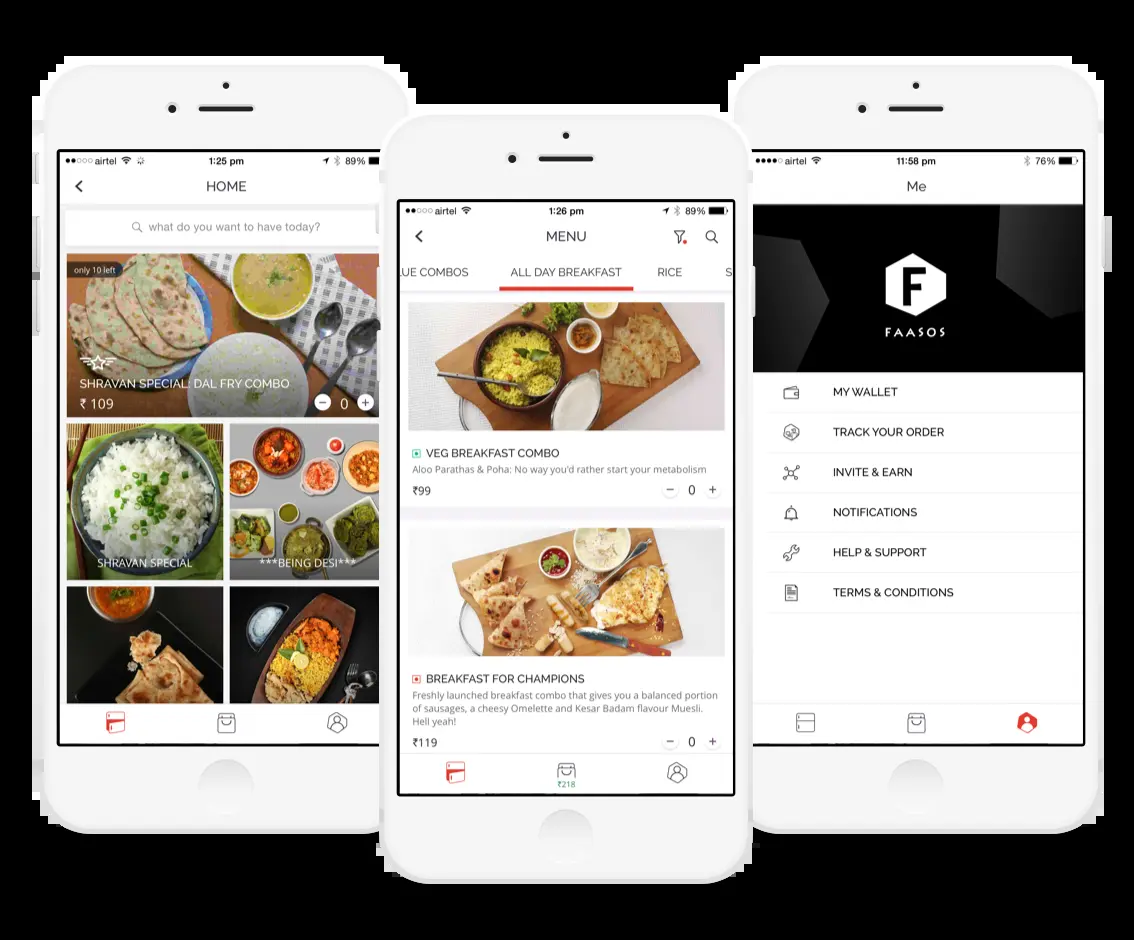 airtel
1:25 pm
89%
HOME
what do you want to have today?
only 10 left
SHRAVAN SPECIAL: DAL FRY COMBO
₹ 109
0
SHRAVAN SPECIAL
***BEING DESI***
airtel
1:26 pm
89%
MENU
LUE COMBOS
ALL DAY BREAKFAST
RICE
S
VEG BREAKFAST COMBO
Aloo Parathas & Poha: No way you'd rather start your metabolism
₹99
0
BREAKFAST FOR CHAMPIONS
Freshly launched breakfast combo that gives you a balanced portion
of sausages, a cheesy Omelette and Kesar Badam flavour Muesli.
Hell yeah!
₹119
0
₹218
airtel
11:58 pm
76%
Me
F
FAASOS
MY WALLET
TRACK YOUR ORDER
INVITE & EARN
NOTIFICATIONS
HELP & SUPPORT
TERMS & CONDITIONS